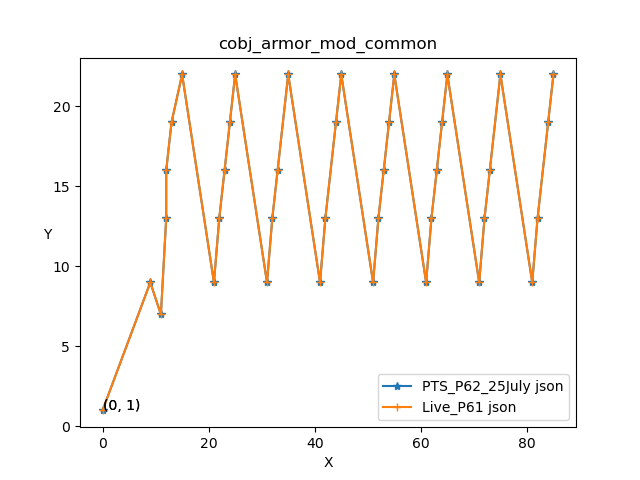 cobj_armor_mod_common
20
15
Y
10
5
0
(0, 1)
PTS_P62_25July json
Live_P61 json
0 20 40 60 80
X